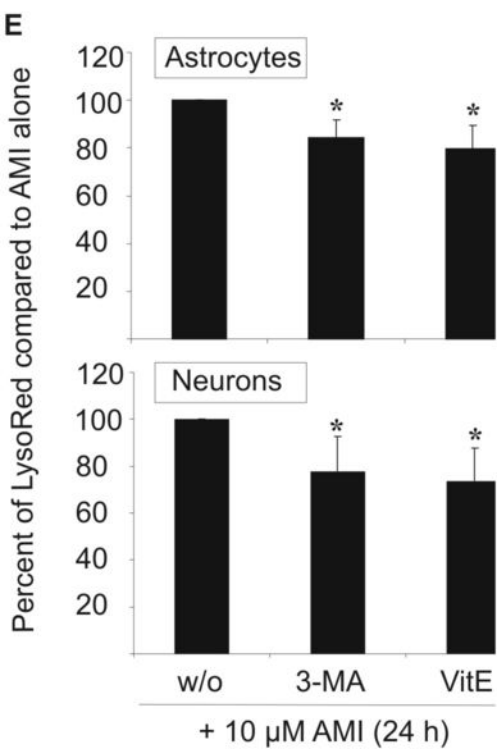 E
Percent of LysoRed compared to AMI alone
Astrocytes
120
100
80
60
40
20
* *
Neurons
120
100
80
60
40
20
* *
w/o 3-MA VitE
+ 10 µM AMI (24 h)